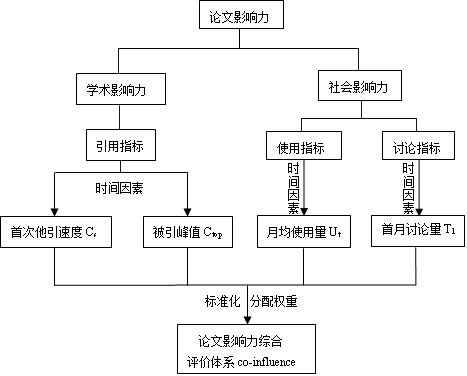 论文影响力
学术影响力
社会影响力
引用指标
使用指标
讨论指标
时间因素
时间因素
时间因素
首次他引速度 Cᵥ
被引峰值 Cₜₒₚ
月均使用量 U
首月讨论量 T₁
标准化 分配权重
论文影响力综合
评价体系 co-influence